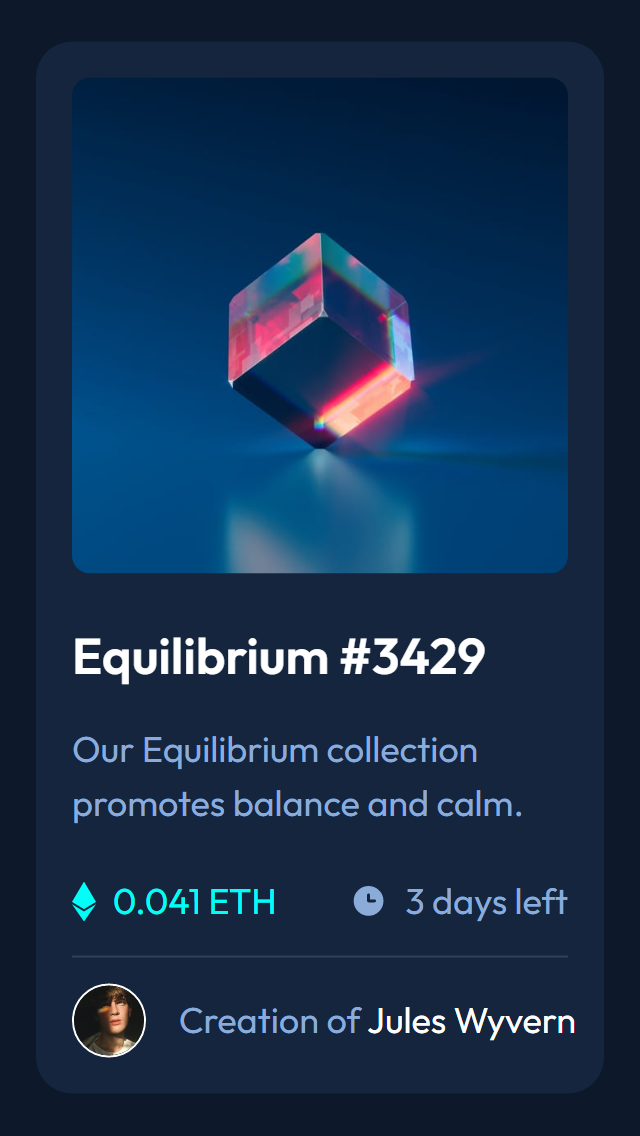 Equilibrium #3429
Our Equilibrium collection
promotes balance and calm.
0.041 ETH
3 days left
Creation of Jules Wyvern